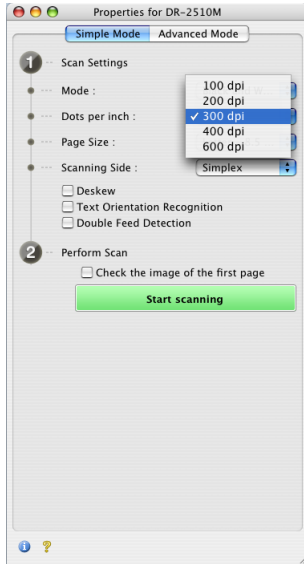 Properties for DR-2510M
Simple Mode Advanced Mode
1 Scan Settings
Mode :
100 dpi
200 dpi
Dots per inch : ✓ 300 dpi
400 dpi
Page Size :
600 dpi
Scanning Side : Simplex
Deskew
Text Orientation Recognition
Double Feed Detection
2 Perform Scan
Check the image of the first page
Start scanning
i ?